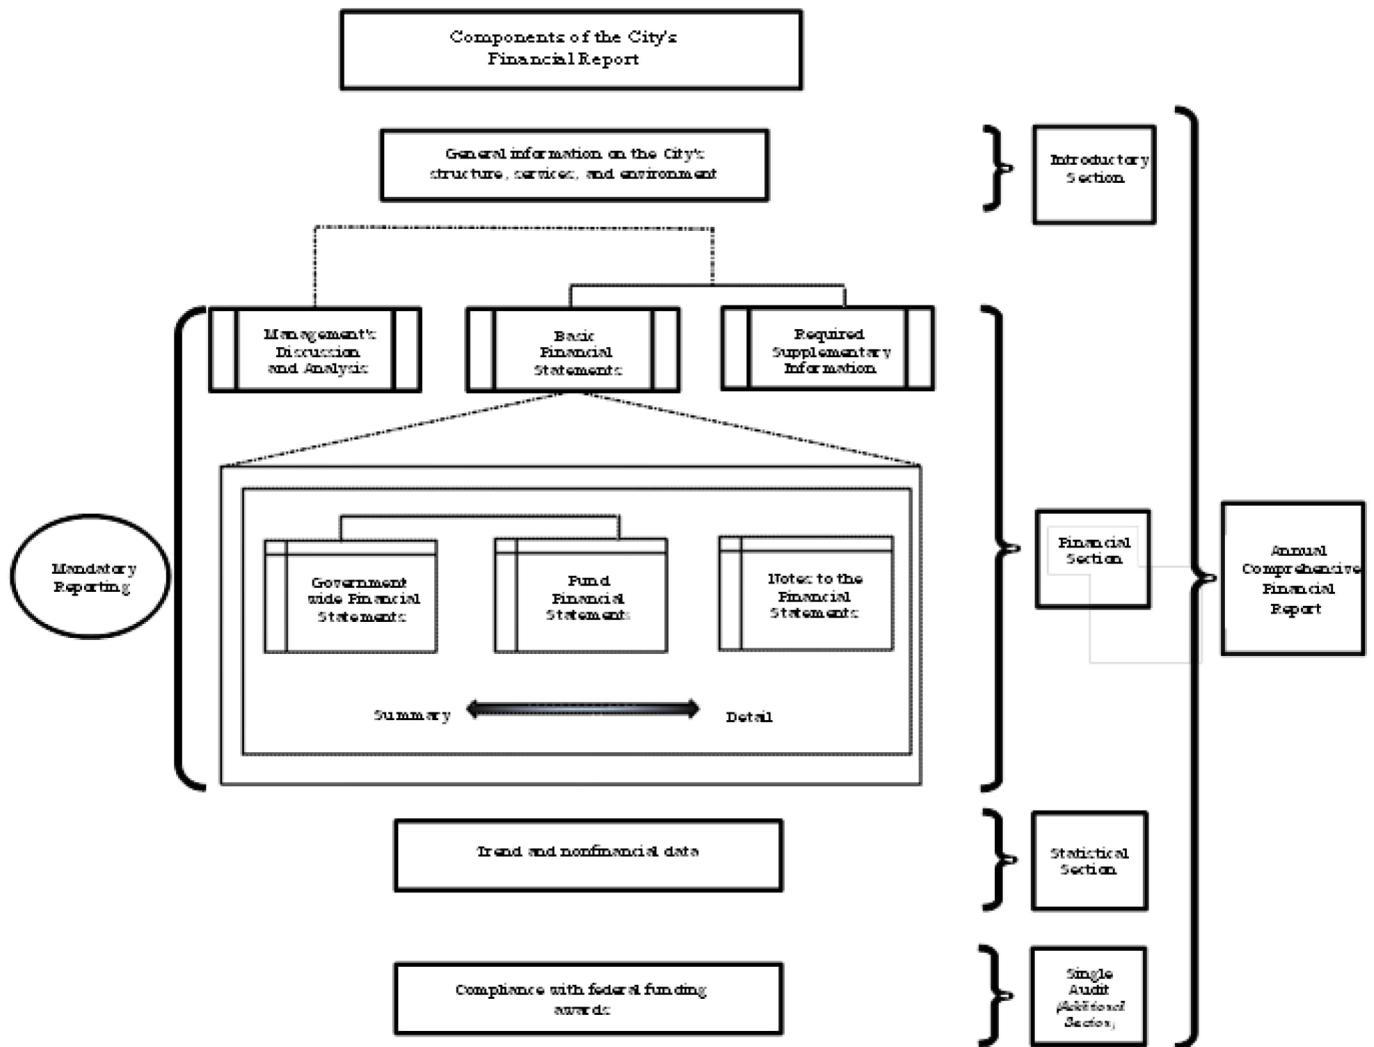 Components of the City's
Financial Report
General information on the City's
structure, services, and environment
Introductory
Section
Management's
Discussion
and Analysis
Basic
Financial
Statements
Required
Supplementary
Information
Mandatory
Reporting
Government
wide Financial
Statements
Fund
Financial
Statements
Notes to the
Financial
Statements
Summary
Detail
Financial
Section
Annual
Comprehensive
Financial
Report
Trend and nonfinancial data
Statistical
Section
Compliance with federal funding
awards
Single
Audit
(Additional
Section)